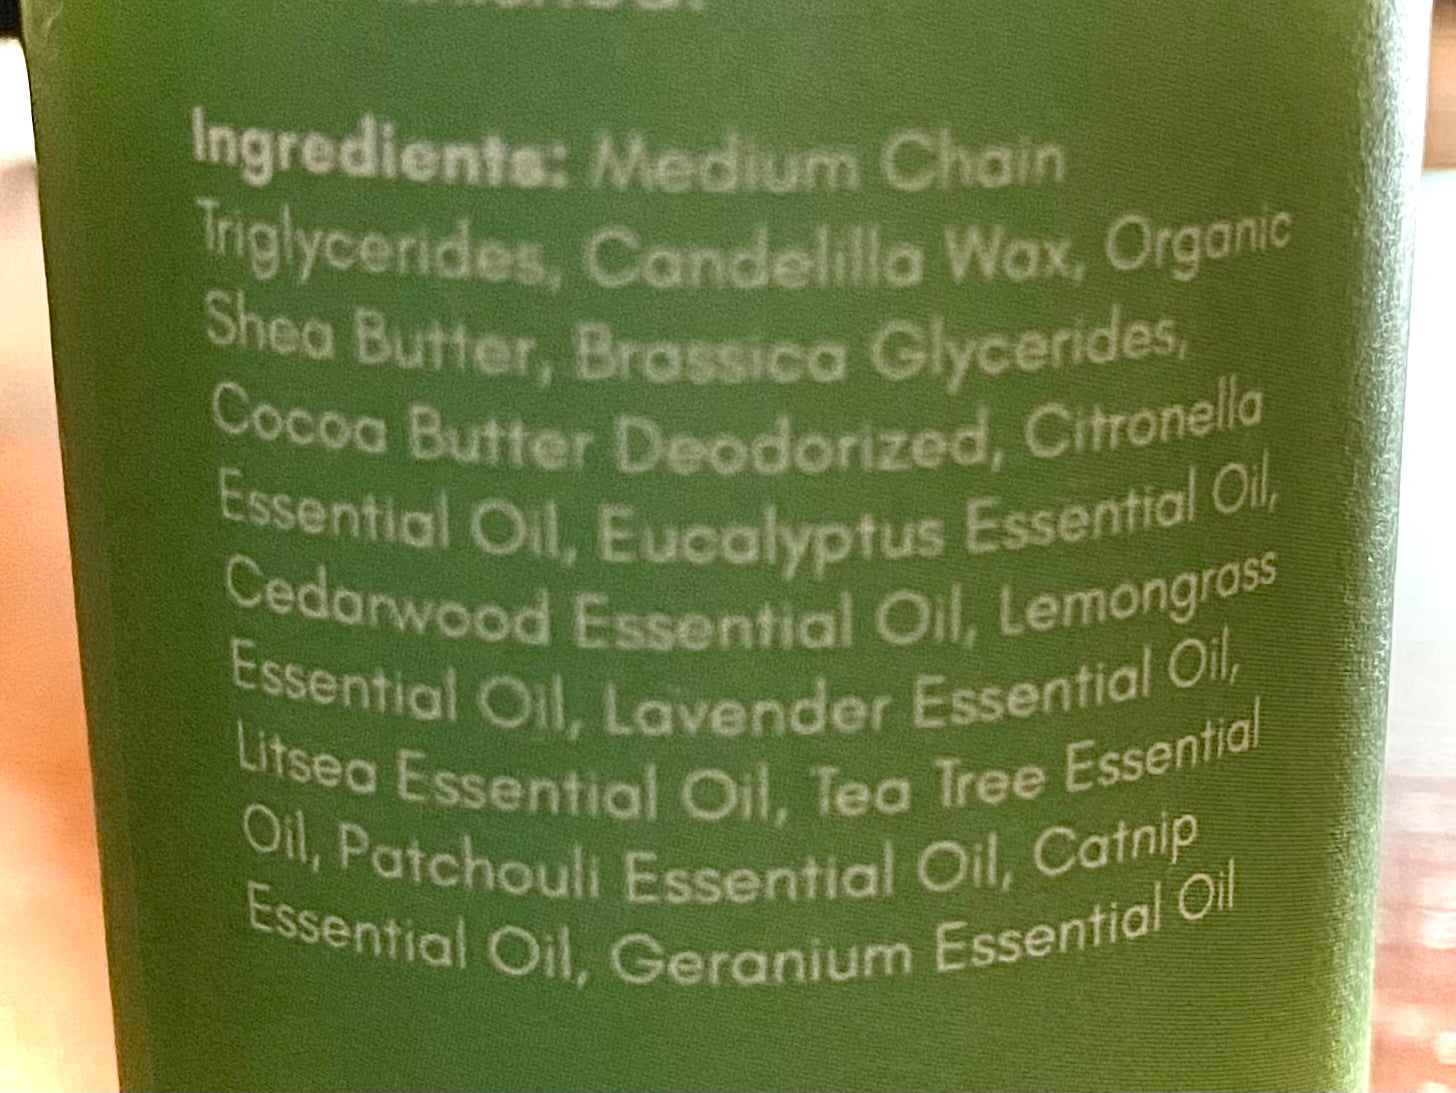 Ingredients: Medium Chain
Triglycerides, Candelilla Wax, Organic
Shea Butter, Brassica Glycerides,
Cocoa Butter Deodorized, Citronella
Essential Oil, Eucalyptus Essential Oil,
Cedarwood Essential Oil, Lemongrass
Essential Oil, Lavender Essential Oil,
Litsea Essential Oil, Tea Tree Essential
Oil, Patchouli Essential Oil, Catnip
Essential Oil, Geranium Essential Oil